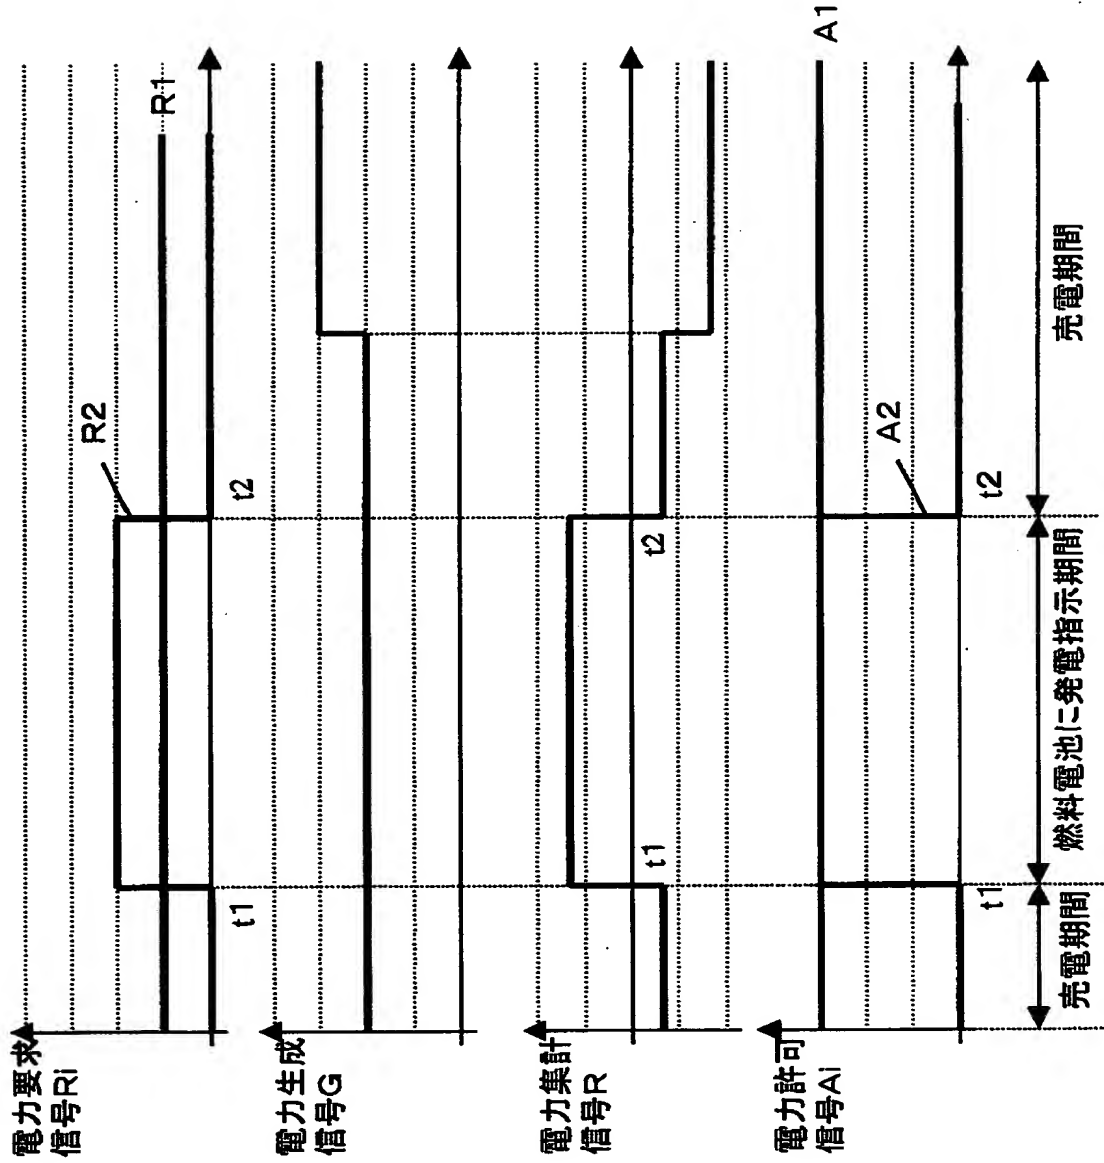 電力要求
信号Ri
R1
R2
t1
t2
電力生成
信号G
電力集計
信号R
t1
t2
電力許可
信号Ai
A1
A2
t1
t2
売電期間
燃料電池に発電指示期間
売電期間